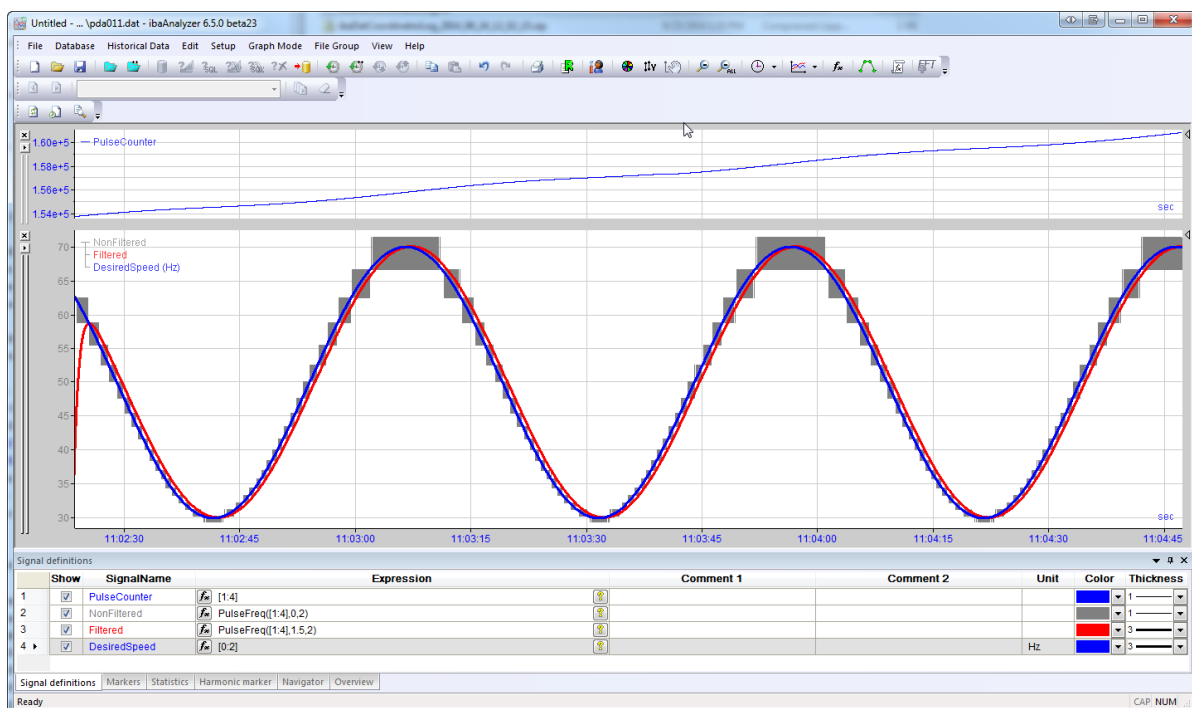 Untitled - ... \pda011.dat - ibaAnalyzer 6.5.0 beta23
File Database Historical Data Edit Setup Graph Mode File Group View Help
1.60e+5
PulseCounter
1.58e+5
1.56e+5
1.54e+5
sec
70
NonFiltered
Filtered
DesiredSpeed (Hz)
65
60
55
50
45
40
35
30
sec
11:02:30 11:02:45 11:03:00 11:03:15 11:03:30 11:03:45 11:04:00 11:04:15 11:04:30 11:04:45
Signal definitions
Show SignalName Expression Comment 1 Comment 2 Unit Color Thickness
1 PulseCounter fx [1:4] 1
2 NonFiltered fx PulseFreq([1:4],0,2) 1
3 Filtered fx PulseFreq([1:4],1.5,2) 3
4 DesiredSpeed fx [0:2] Hz 3
Signal definitions Markers Statistics Harmonic marker Navigator Overview
Ready CAP NUM